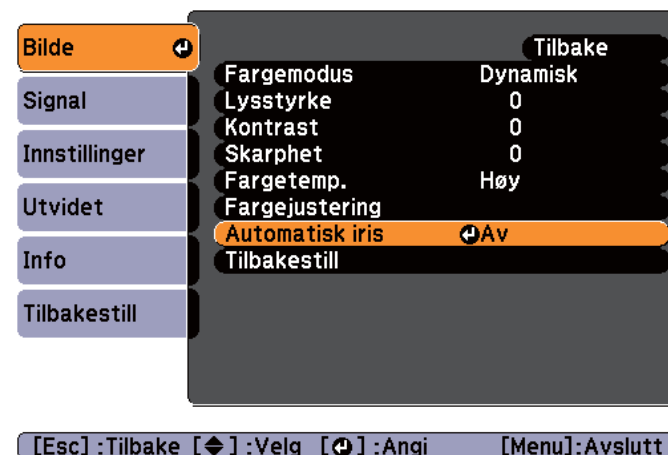 Bilde
Signal
Innstillinger
Utvidet
Info
Tilbakestill
Tilbake
Fargemodus Dynamisk
Lysstyrke 0
Kontrast 0
Skarphet 0
Fargetemp. Høy
Fargejustering
Automatisk iris Av
Tilbakestill
[Esc] :Tilbake [◆] :Velg [⏎] :Angi [Menu]:Avslutt